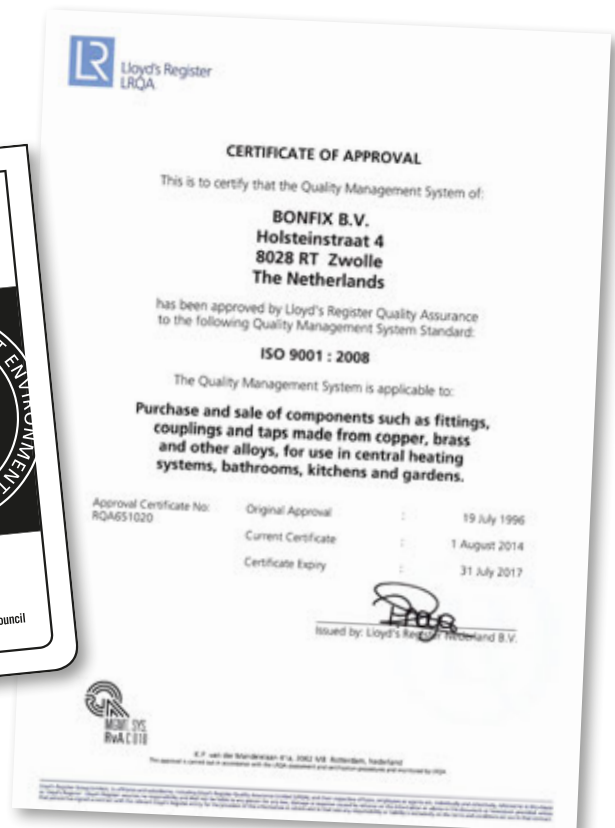 Lloyd's Register
LRQA
CERTIFICATE OF APPROVAL
This is to certify that the Quality Management System of:
BONFIX B.V.
Holsteinstraat 4
8028 RT Zwolle
The Netherlands
has been approved by Lloyd's Register Quality Assurance
to the following Quality Management System Standard:
ISO 9001 : 2008
The Quality Management System is applicable to:
Purchase and sale of components such as fittings,
couplings and taps made from copper, brass
and other alloys, for use in central heating
systems, bathrooms, kitchens and gardens.
Approval Certificate No:
RQA651020
Original Approval : 19 July 1996
Current Certificate : 1 August 2014
Certificate Expiry : 31 July 2017
Issued by: Lloyd's Register Nederland B.V.
MGMT. SYS.
RvA C 010
ENVIRONMENT